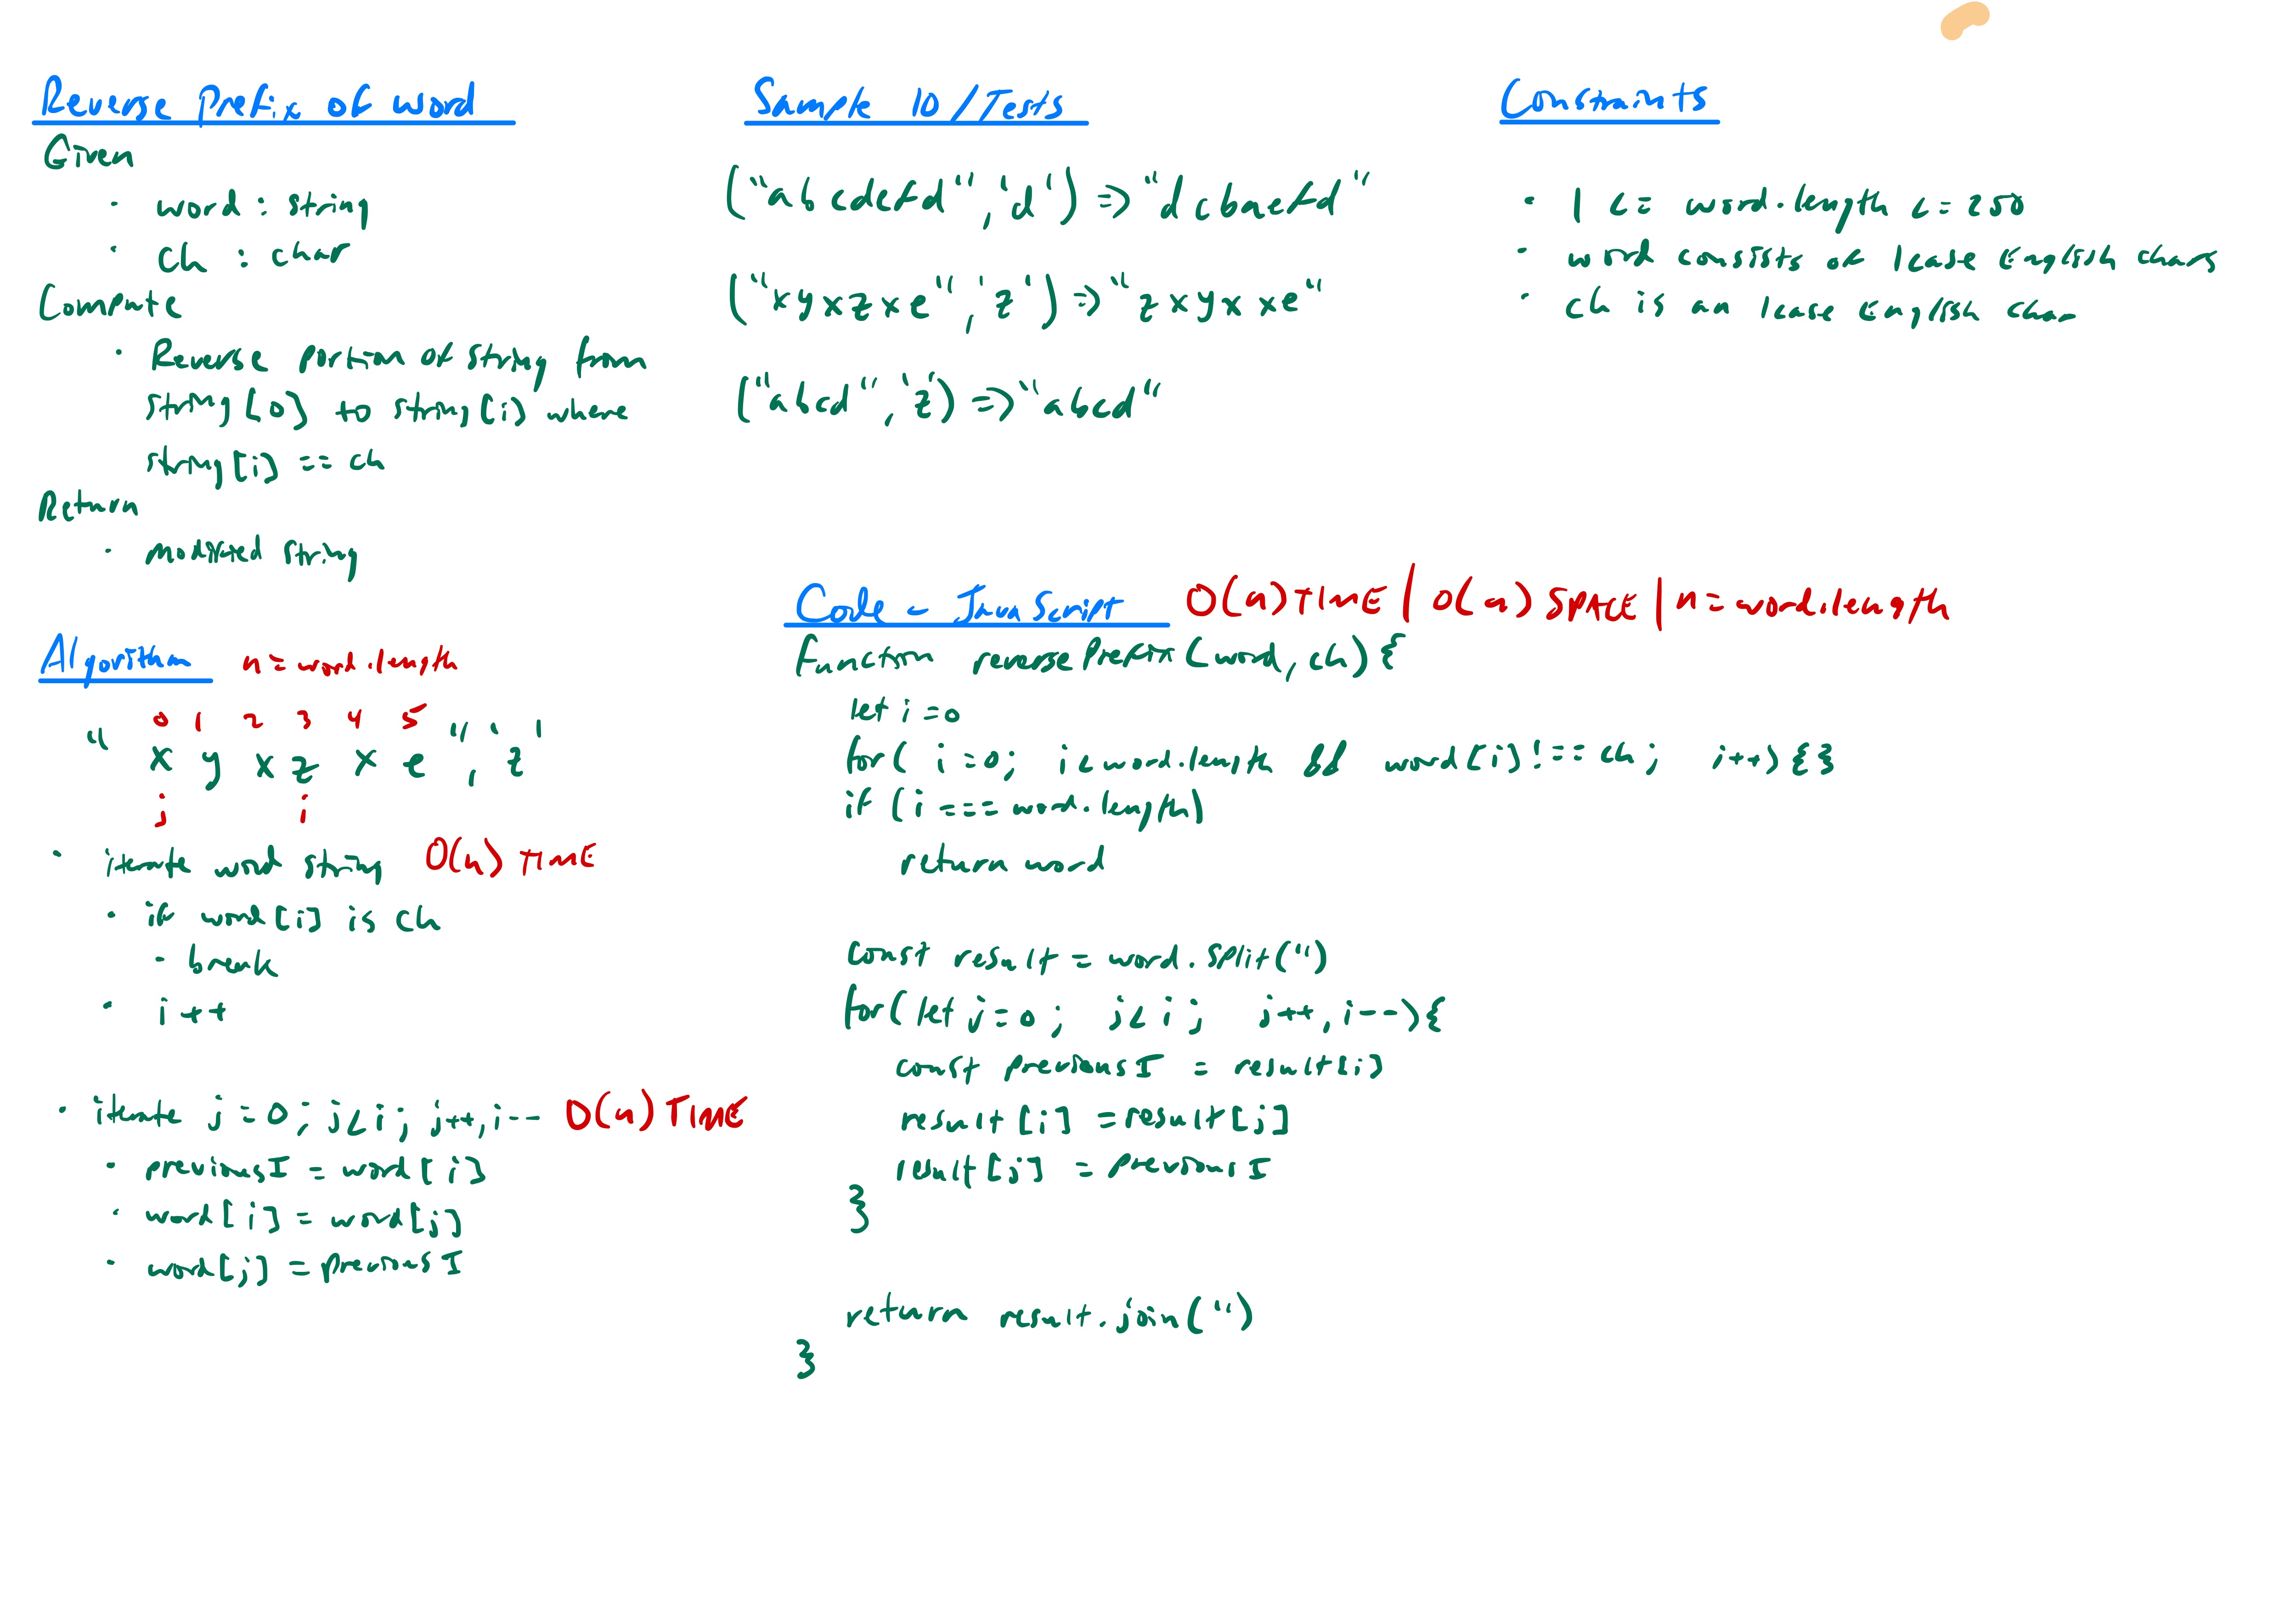 Reverse Prefix of word
Given
· word : string
· ch : char
Compute
· Reverse portion of string from
string[0] to string[i] where
string[i] == ch
Return
· modified string
Sample IO/Tests
("abcdefd",'d') => "dcbaefd"
("xyxzxe",'z') => "zxyxxe"
("abcd",'z') => "abcd"
Constraints
· 1 <= word.length <= 250
· word consists of lcase English chars
· ch is an lcase English char
Algorithm n = word.length
0 1 2 3 4 5
"x y x z x e", 'z'
j i
· iterate word string O(n) TIME
· if word[i] is ch
· break
· i++
· iterate j=0; j<i; j++, i-- O(n) TIME
· previousI = word[i]
· word[i] = word[j]
· word[j] = previousI
Code - JavaScript O(n) TIME | O(n) SPACE | n = word.length
Function reversePrefix(word, ch) {
let i = 0
for( i = 0; i < word.length && word[i] !== ch; i++) {}
if (i === word.length)
return word
const result = word.split('')
for(let j = 0; j < i; j++, i--) {
const previousI = result[i]
result[i] = result[j]
result[j] = previousI
}
return result.join('')
}